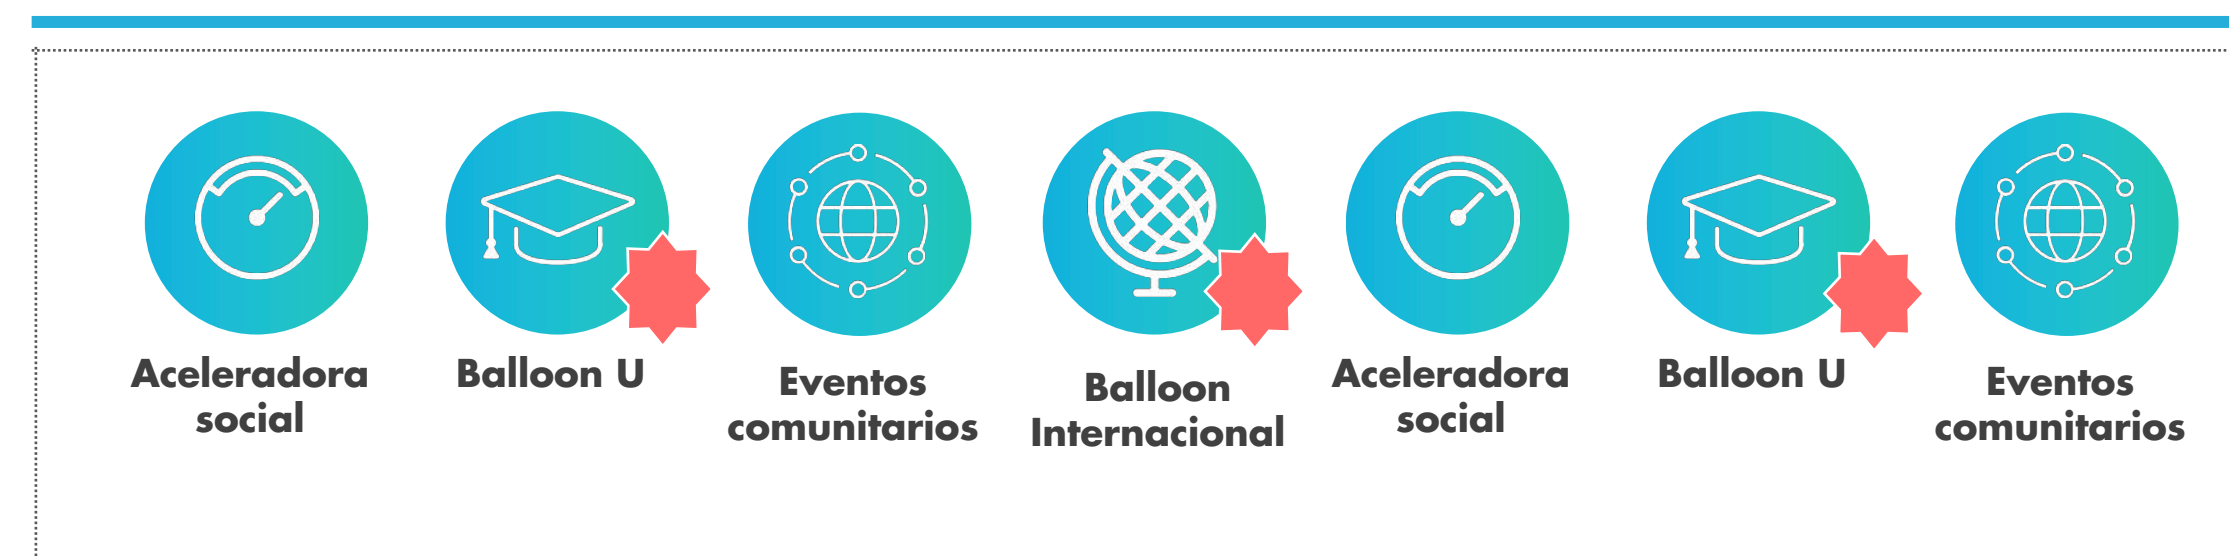 Aceleradora
social
Balloon U
Eventos
comunitarios
Balloon
Internacional
Aceleradora
social
Balloon U
Eventos
comunitarios